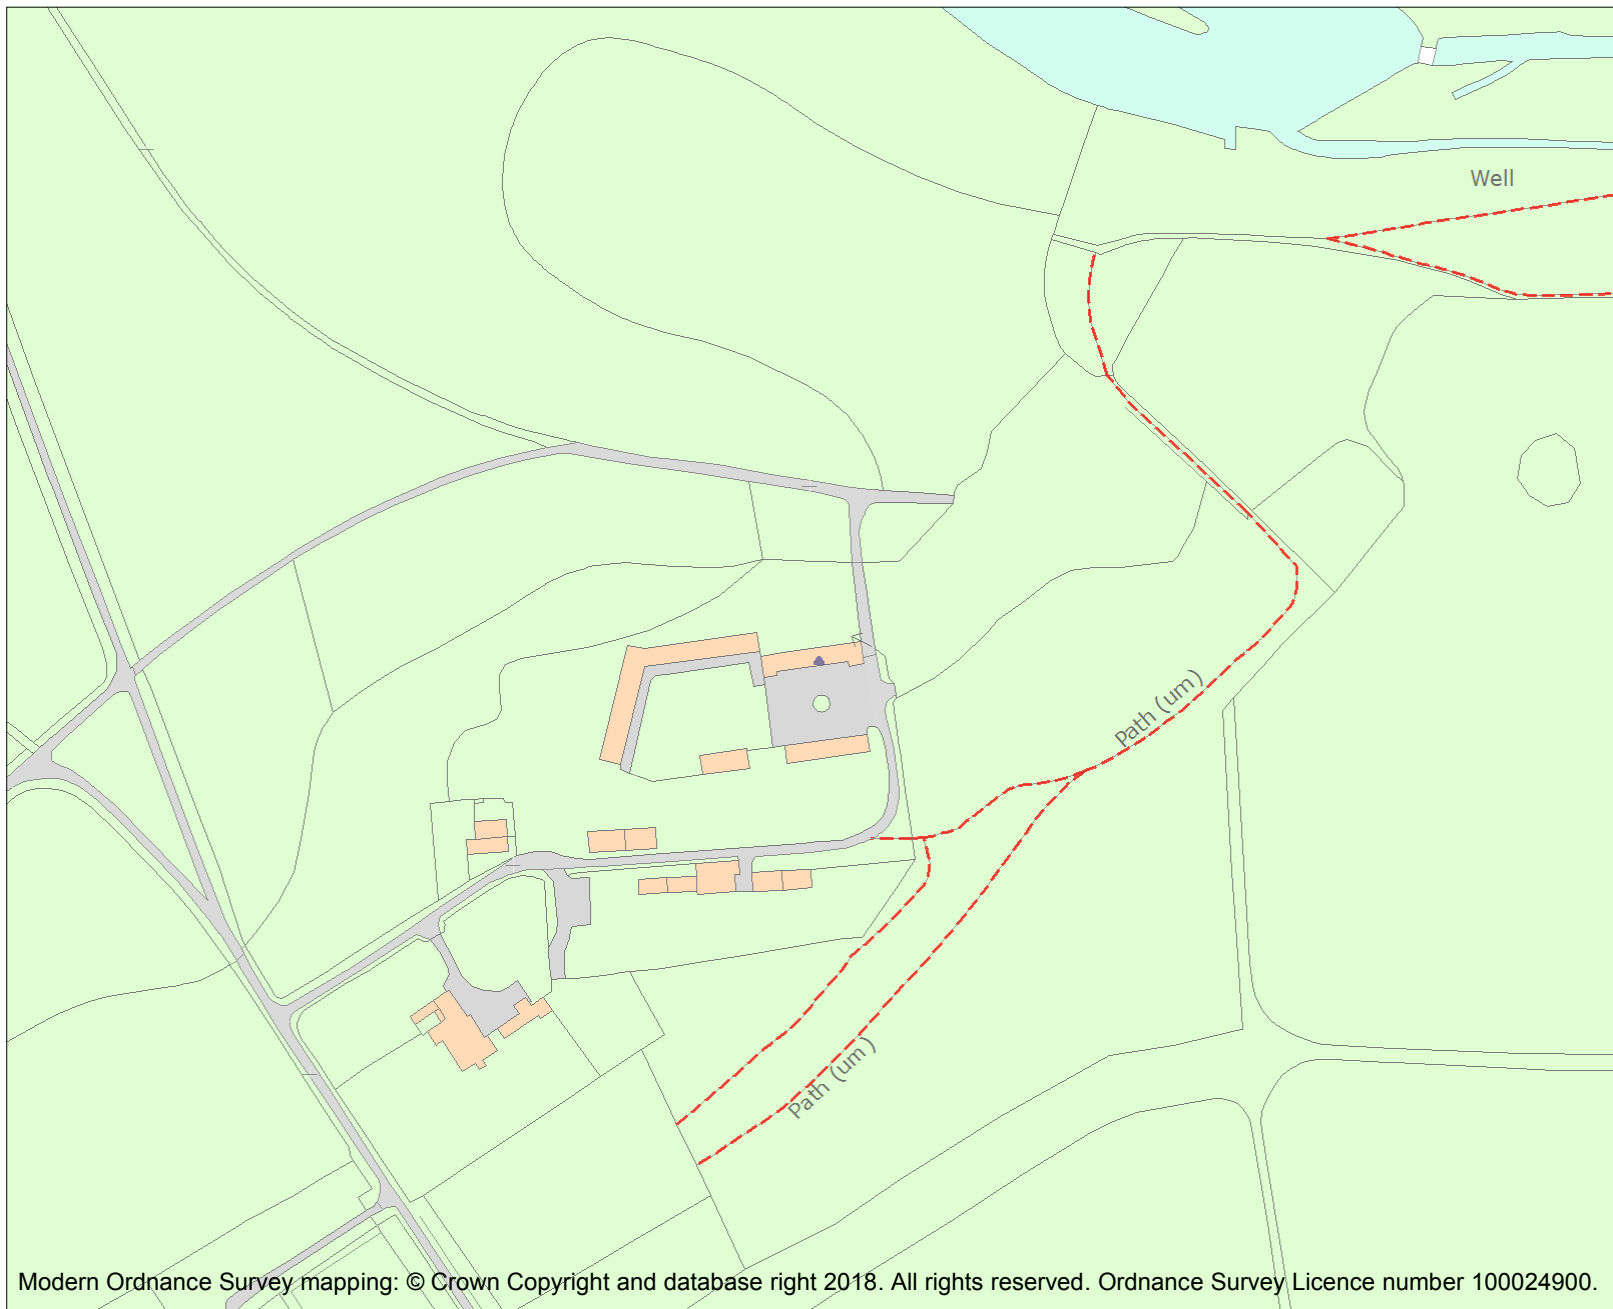 Well
Path (um)
Path (um)
Modern Ordnance Survey mapping: © Crown Copyright and database right 2018. All rights reserved. Ordnance Survey Licence number 100024900.